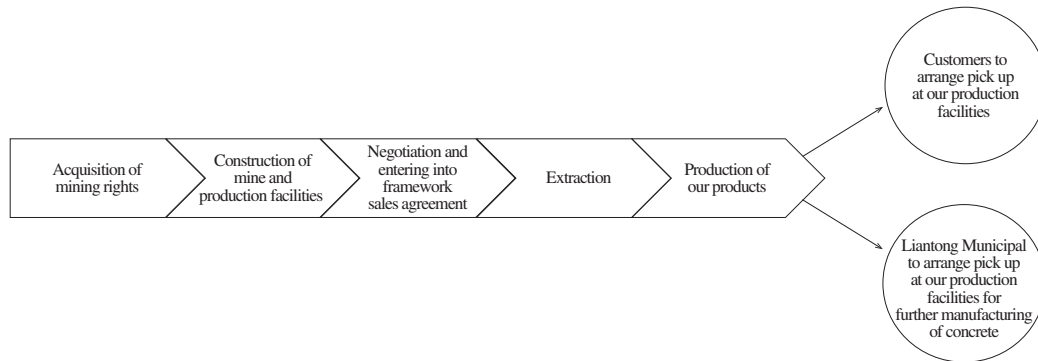 Acquisition of
mining rights
Construction of
mine and
production facilities
Negotiation and
entering into
framework
sales agreement
Extraction
Production of
our products
Customers to
arrange pick up
at our production
facilities
Liantong Municipal
to arrange pick up
at our production
facilities for
further manufacturing
of concrete